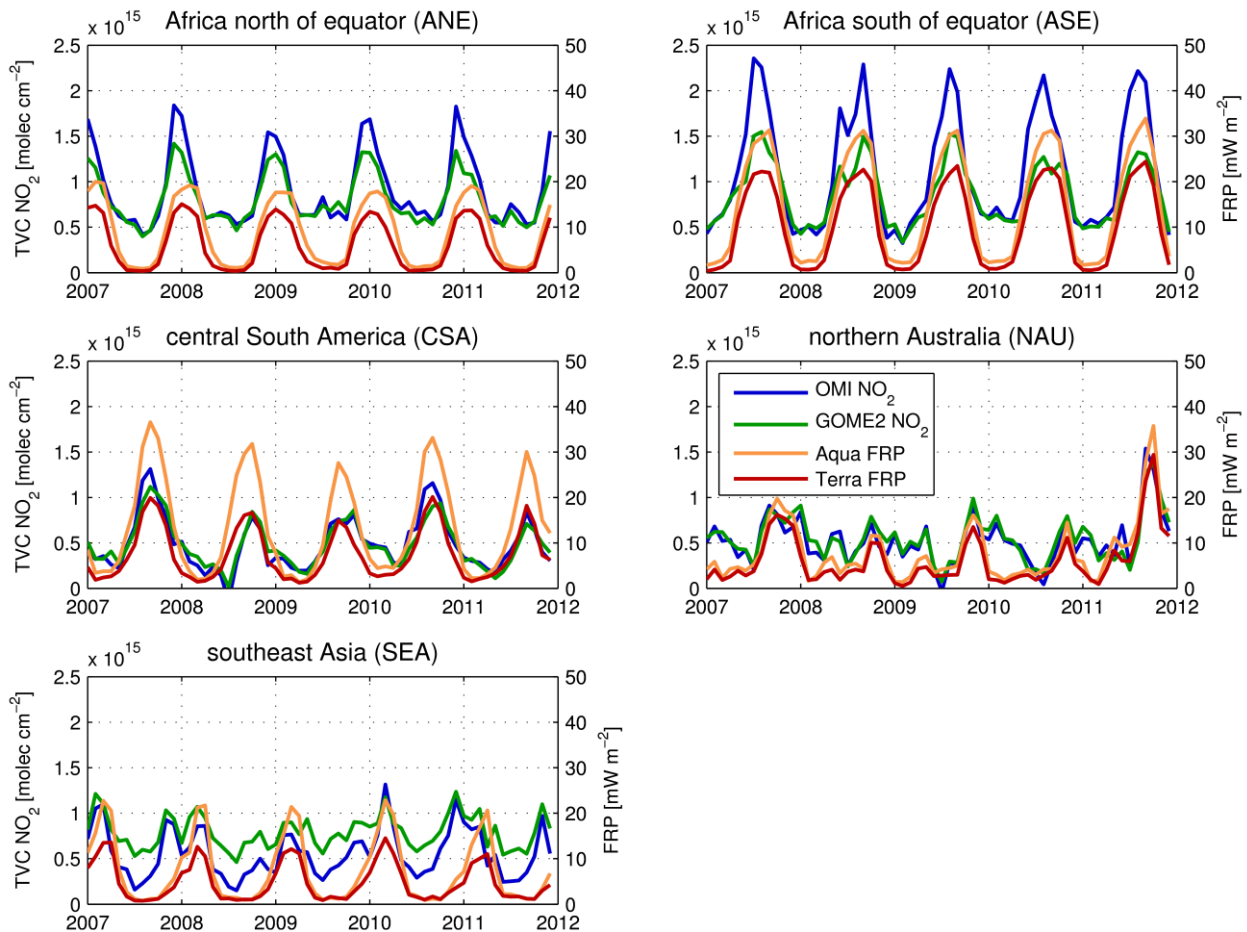 x 10^15
Africa north of equator (ANE)
TVC NO2 [molec cm−2]
2.5
2
1.5
1
0.5
0
50
40
30
20
10
0
2007 2008 2009 2010 2011 2012
x 10^15
Africa south of equator (ASE)
2.5
2
1.5
1
0.5
0
50
40
30
20
10
0
FRP [mW m−2]
2007 2008 2009 2010 2011 2012
x 10^15
central South America (CSA)
TVC NO2 [molec cm−2]
2.5
2
1.5
1
0.5
0
50
40
30
20
10
0
2007 2008 2009 2010 2011 2012
x 10^15
northern Australia (NAU)
2.5
2
1.5
1
0.5
0
OMI NO2
GOME2 NO2
Aqua FRP
Terra FRP
50
40
30
20
10
0
FRP [mW m−2]
2007 2008 2009 2010 2011 2012
x 10^15
southeast Asia (SEA)
TVC NO2 [molec cm−2]
2.5
2
1.5
1
0.5
0
50
40
30
20
10
0
FRP [mW m−2]
2007 2008 2009 2010 2011 2012